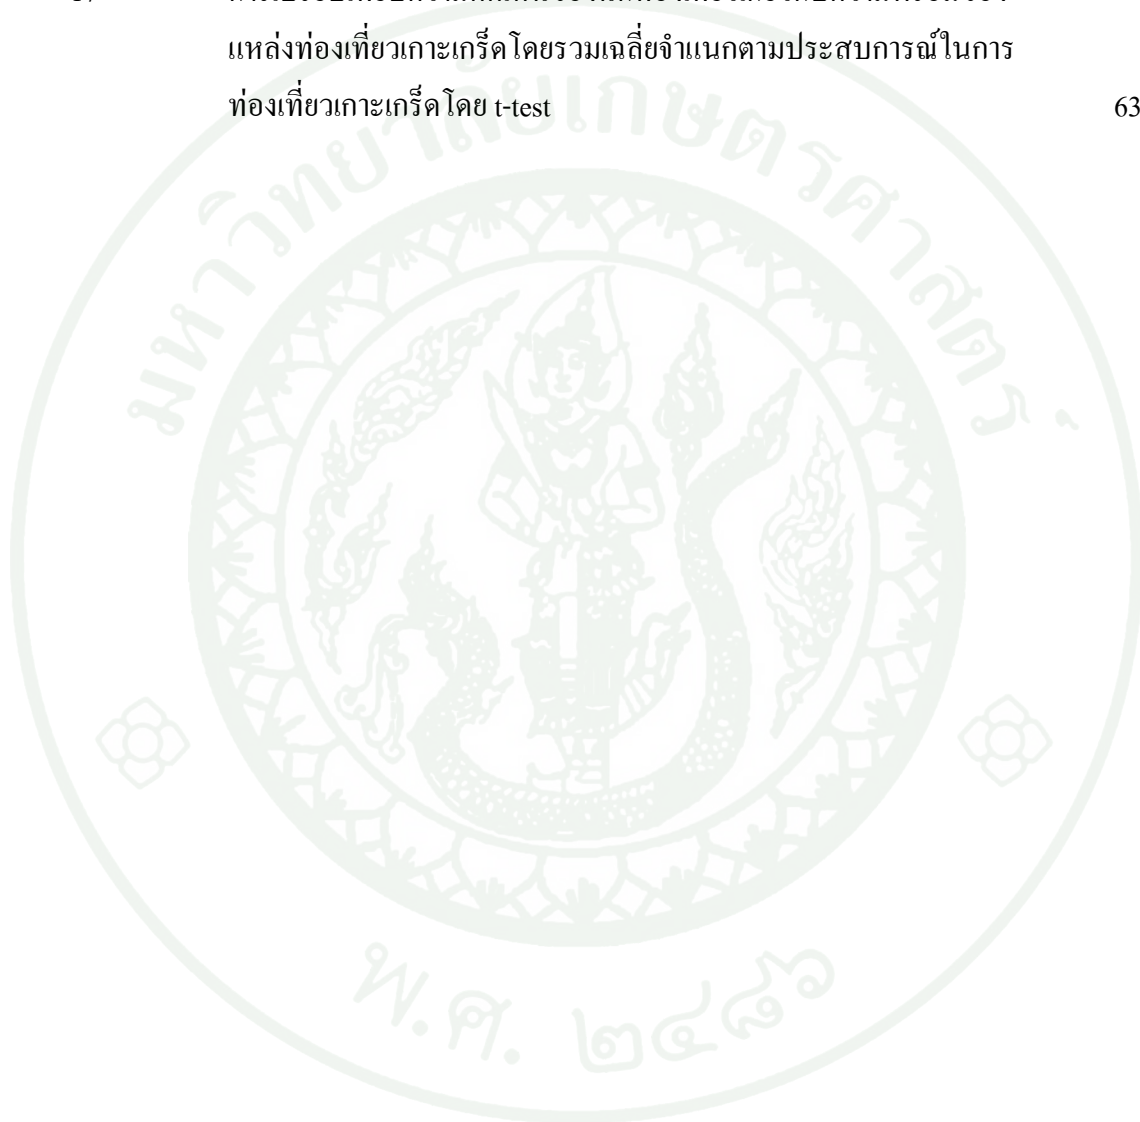 แหล่งท่องเที่ยวเกาะเกร็ดโดยรวมเฉลี่ยจำแนกตามประสบการณ์ในการ
ท่องเที่ยวเกาะเกร็ดโดย t-test 63
มหาวิทยาลัยเกษตรศาสตร์
พ.ศ. ๒๔๘๖